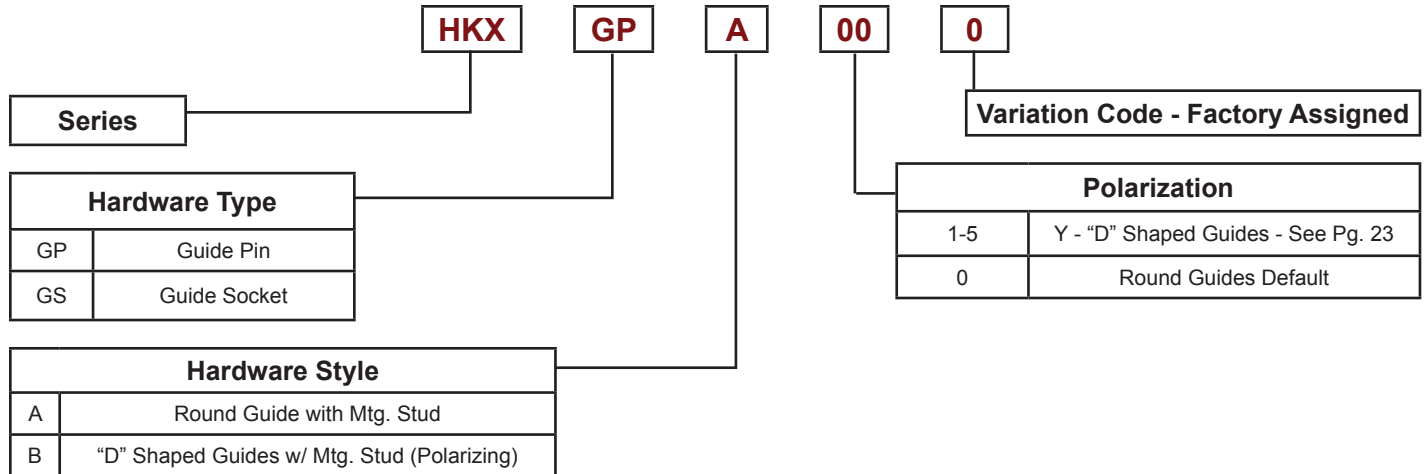 HKX GP A 00 0
Series
Variation Code - Factory Assigned
Hardware Type
GP Guide Pin
GS Guide Socket
Polarization
1-5 Y - “D” Shaped Guides - See Pg. 23
0 Round Guides Default
Hardware Style
A Round Guide with Mtg. Stud
B “D” Shaped Guides w/ Mtg. Stud (Polarizing)